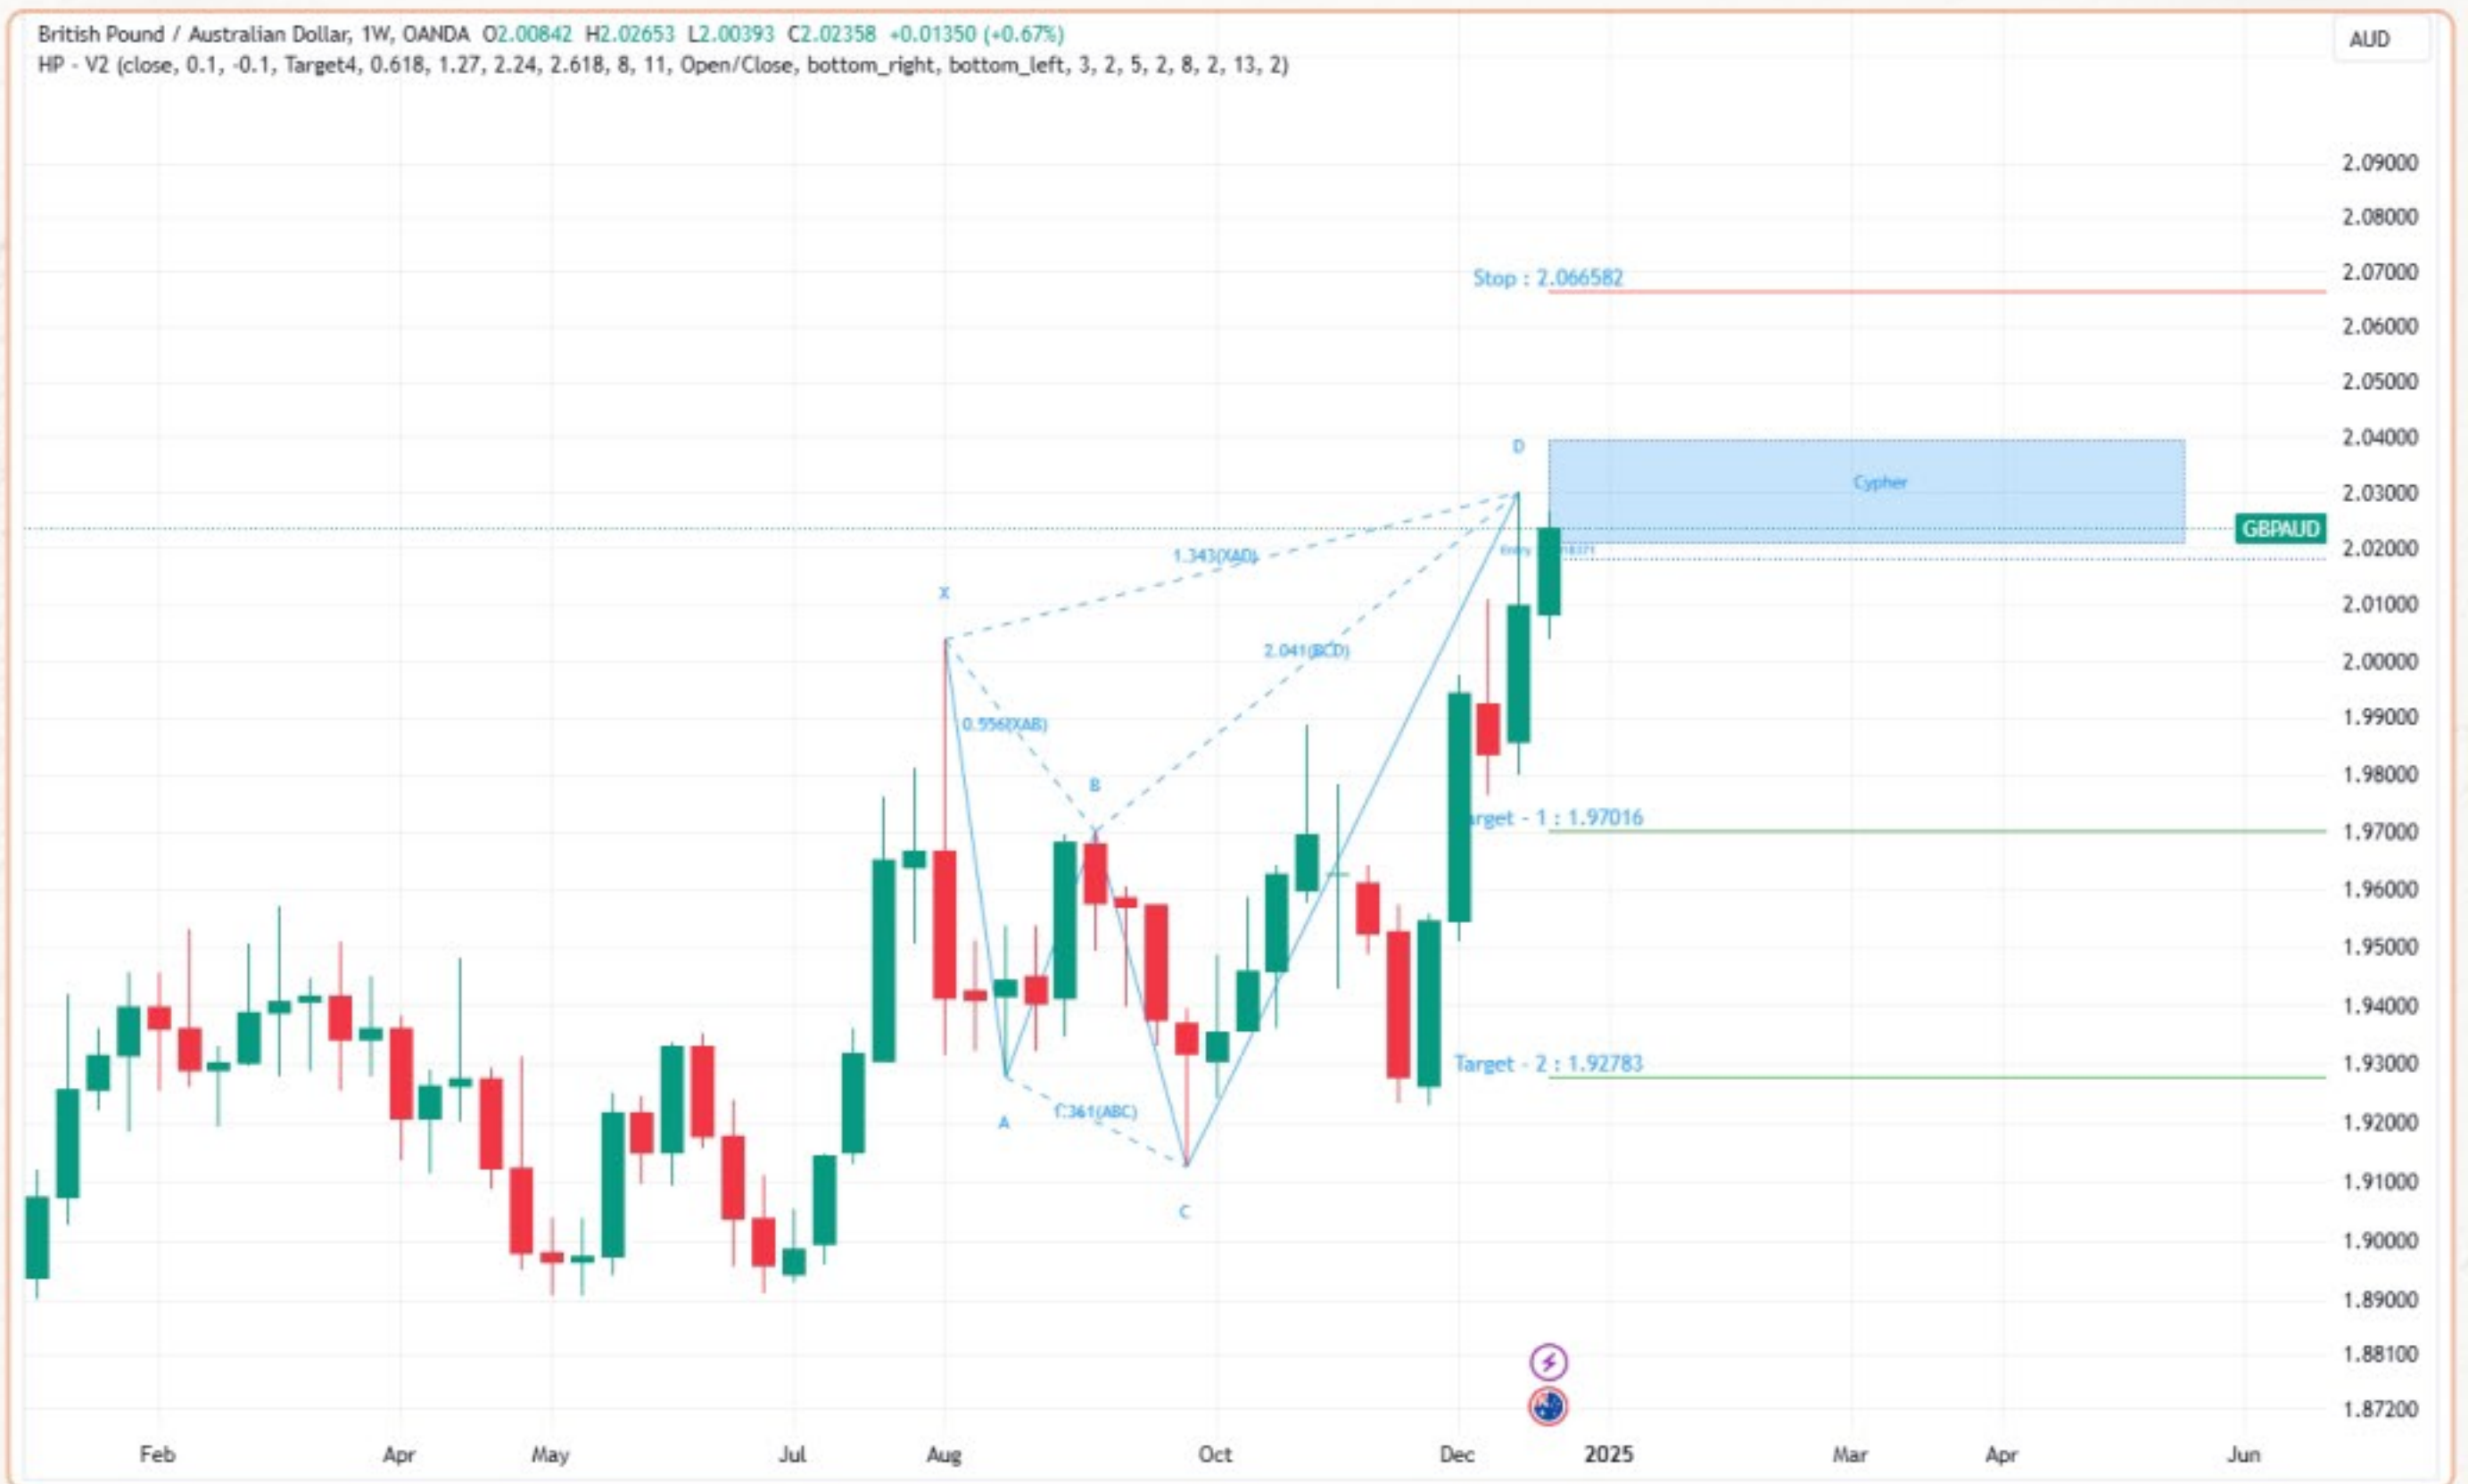 British Pound / Australian Dollar, 1W, OANDA O2.00842 H2.02653 L2.00393 C2.02358 +0.01350 (+0.67%)
AUD
HP - V2 (close, 0.1, -0.1, Target4, 0.618, 1.27, 2.24, 2.618, 8, 11, Open/Close, bottom_right, bottom_left, 3, 2, 5, 2, 8, 2, 13, 2)
2.09000
2.08000
Stop : 2.066582
2.07000
2.06000
2.05000
D
2.04000
Cypher
2.03000
GBPAUD
1.343(XAD)
Entry
2.02000
X
2.01000
2.041(BCD)
2.00000
0.556(XAB)
1.99000
B
1.98000
arget - 1 : 1.97016
1.97000
1.96000
1.95000
1.94000
Target - 2 : 1.92783
1.93000
1.361(ABC)
A
1.92000
C
1.91000
1.90000
1.89000
1.88100
1.87200
Feb Apr May Jul Aug Oct Dec 2025 Mar Apr Jun